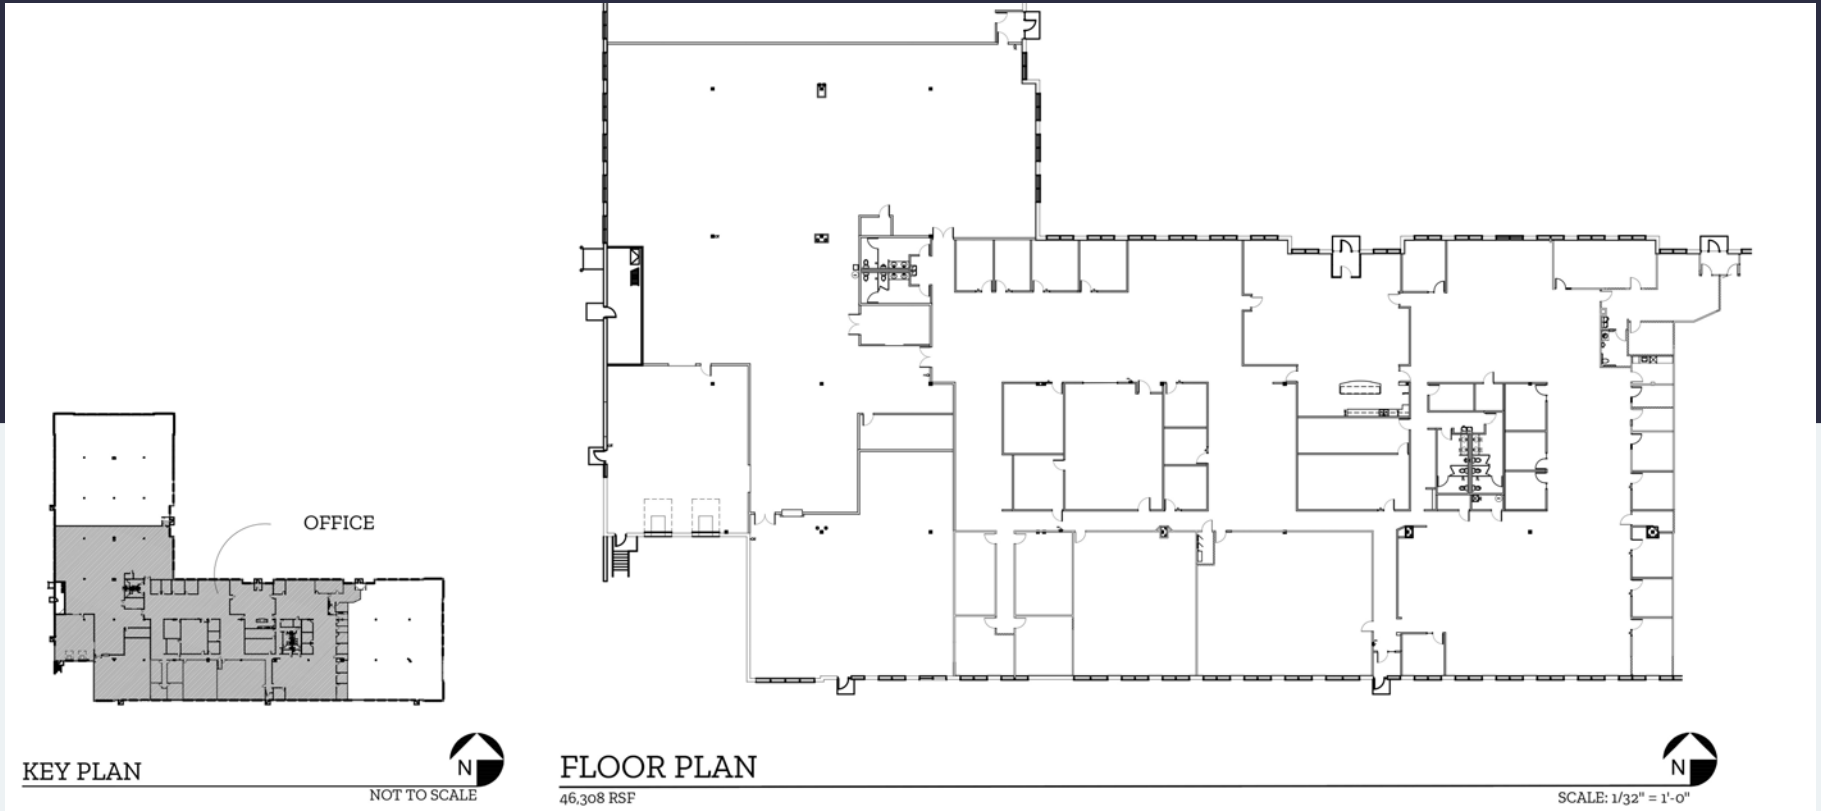 OFFICE
KEY PLAN
N
NOT TO SCALE
FLOOR PLAN
N
46,308 RSF
SCALE: 1/32" = 1'-0"